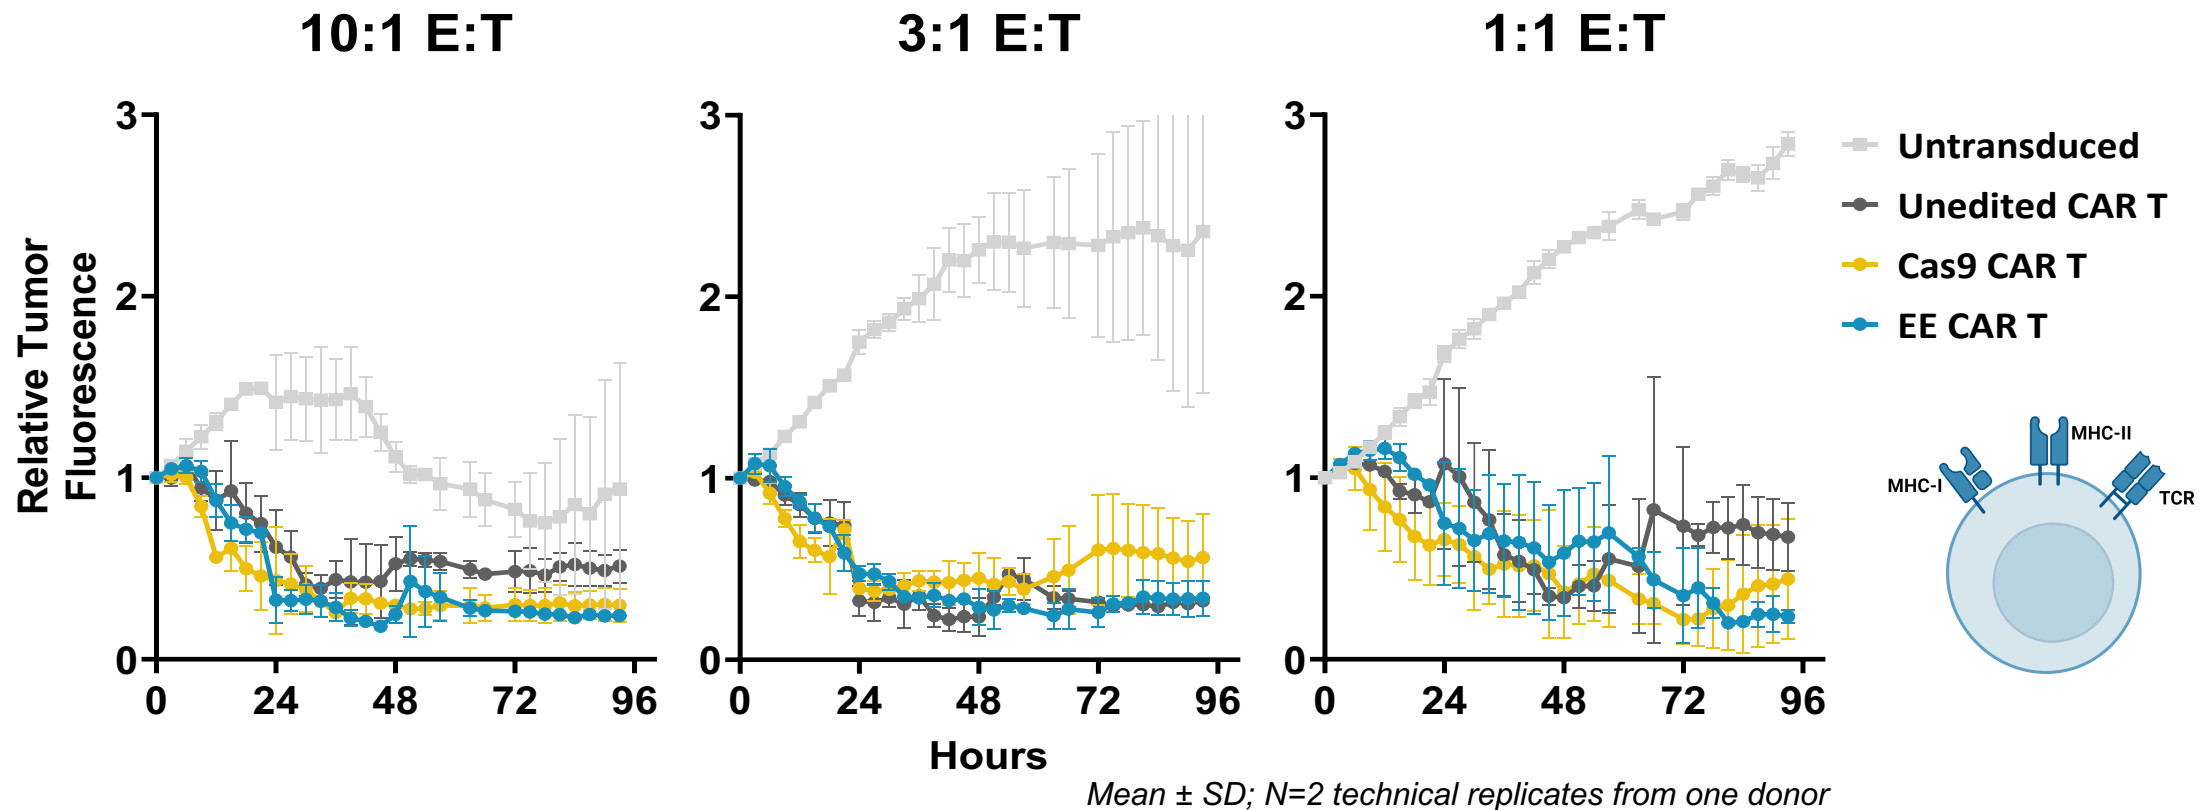 10:1 E:T
3:1 E:T
1:1 E:T
Relative Tumor
Fluorescence
3
2
1
0
0 24 48 72 96
3
2
1
0
0 24 48 72 96
3
2
1
0
0 24 48 72 96
Hours
Untransduced
Unedited CAR T
Cas9 CAR T
EE CAR T
MHC-II
MHC-I
TCR
Mean ± SD; N=2 technical replicates from one donor